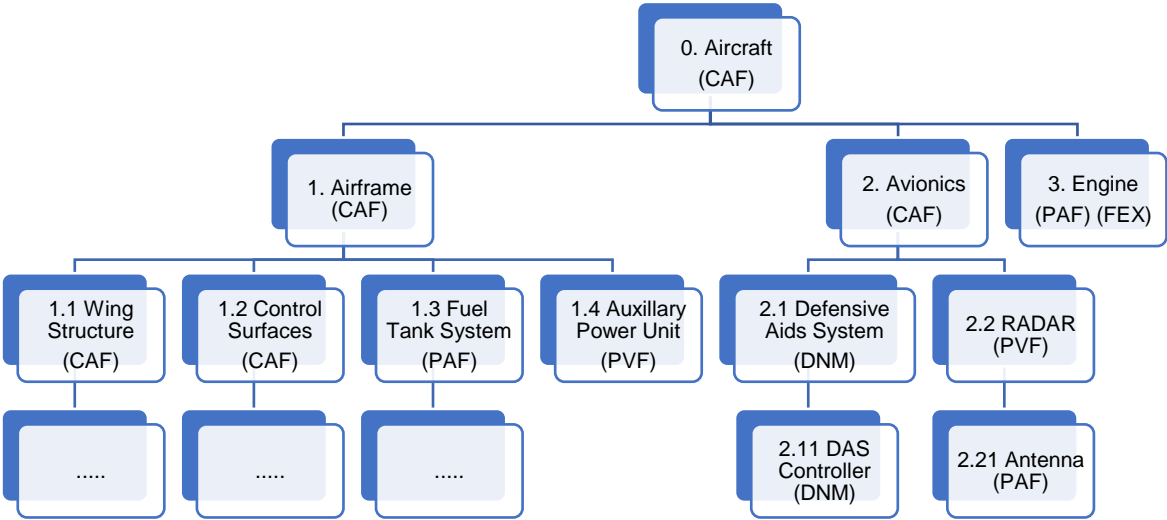 0. Aircraft
(CAF)
1. Airframe
(CAF)
2. Avionics
(CAF)
3. Engine
(PAF) (FEX)
1.1 Wing
Structure
(CAF)
1.2 Control
Surfaces
(CAF)
1.3 Fuel
Tank System
(PAF)
1.4 Auxillary
Power Unit
(PVF)
2.1 Defensive
Aids System
(DNM)
2.2 RADAR
(PVF)
.....
.....
.....
2.11 DAS
Controller
(DNM)
2.21 Antenna
(PAF)